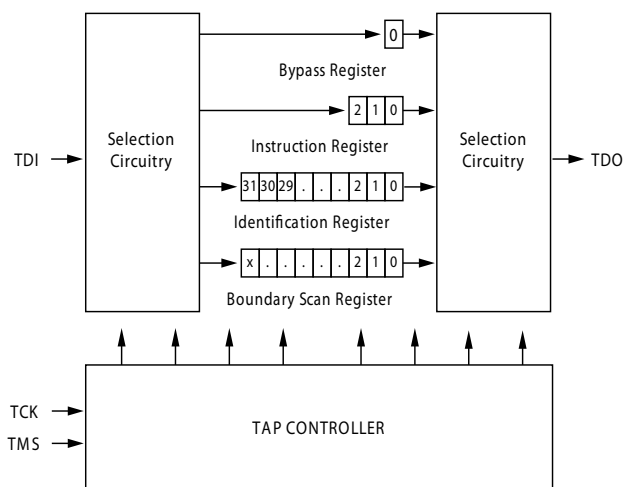 0
Bypass Register
2 1 0
Selection Circuitry
Selection Circuitry
TDI
TDO
Instruction Register
31 30 29 . . . 2 1 0
Identification Register
x . . . . . 2 1 0
Boundary Scan Register
TCK
TAP CONTROLLER
TMS